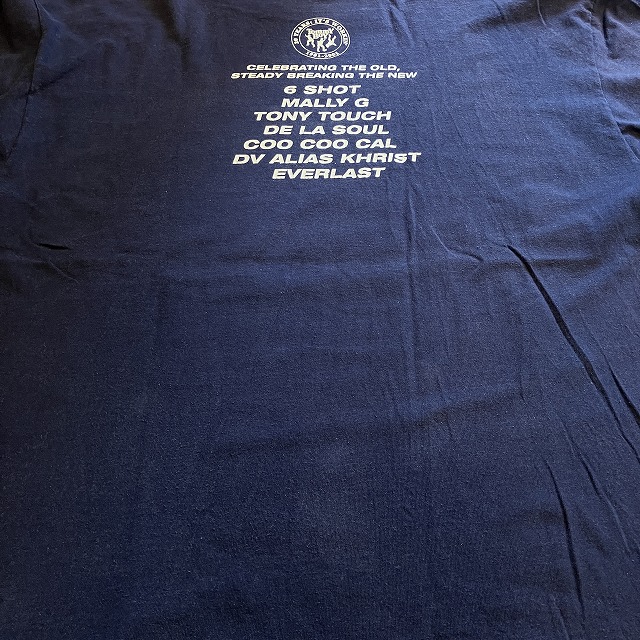 CELEBRATING THE OLD,
STEADY BREAKING THE NEW
6 SHOT
MALLY G
TONY TOUCH
DE LA SOUL
COO COO CAL
DV ALIAS KHRIST
EVERLAST